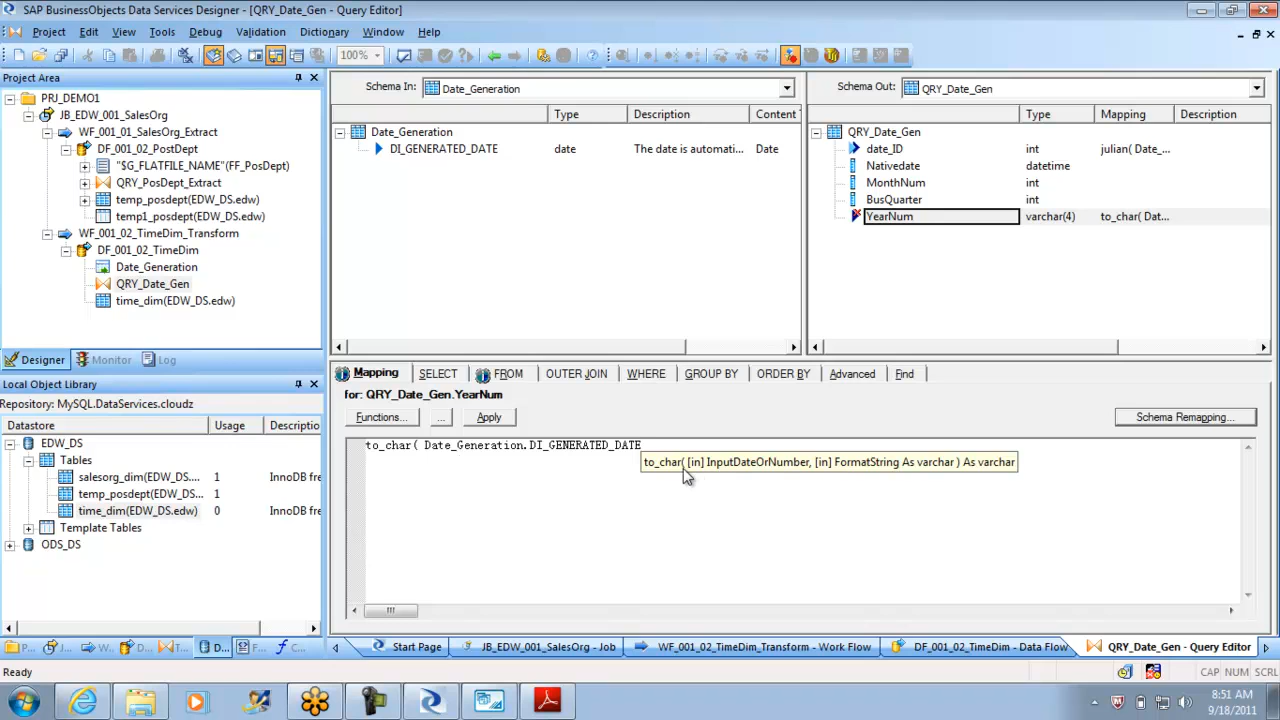 SAP BusinessObjects Data Services Designer - [QRY_Date_Gen - Query Editor]
Project Edit View Tools Debug Validation Dictionary Window Help
100%
Project Area
PRJ_DEMO1
JB_EDW_001_SalesOrg
WF_001_01_SalesOrg_Extract
DF_001_02_PostDept
"$G_FLATFILE_NAME"(FF_PosDept)
QRY_PosDept_Extract
temp_posdept(EDW_DS.edw)
temp1_posdept(EDW_DS.edw)
WF_001_02_TimeDim_Transform
DF_001_02_TimeDim
Date_Generation
QRY_Date_Gen
time_dim(EDW_DS.edw)
Designer Monitor Log
Local Object Library
Repository: MySQL.DataServices.cloudz
Datastore Usage Descriptio
EDW_DS
Tables
salesorg_dim(EDW_DS.... 1 InnoDB fre
temp_posdept(EDW_DS... 1
time_dim(EDW_DS.edw) 0 InnoDB fre
Template Tables
ODS_DS
P... J... W... D... T... D... F... C...
Schema In: Date_Generation
Type Description Content
Date_Generation
DI_GENERATED_DATE date The date is automati... Date
Schema Out: QRY_Date_Gen
Type Mapping Description
QRY_Date_Gen
date_ID int julian( Date_...
Nativedate datetime
MonthNum int
BusQuarter int
YearNum varchar(4) to_char( Dat...
Mapping SELECT FROM OUTER JOIN WHERE GROUP BY ORDER BY Advanced Find
for: QRY_Date_Gen.YearNum
Functions... ... Apply Schema Remapping...
to_char( Date_Generation.DI_GENERATED_DATE
to_char( [in] InputDateOrNumber, [in] FormatString As varchar ) As varchar
Start Page JB_EDW_001_SalesOrg - Job WF_001_02_TimeDim_Transform - Work Flow DF_001_02_TimeDim - Data Flow QRY_Date_Gen - Query Editor
Ready CAP NUM SCRL
8:51 AM
9/18/2011